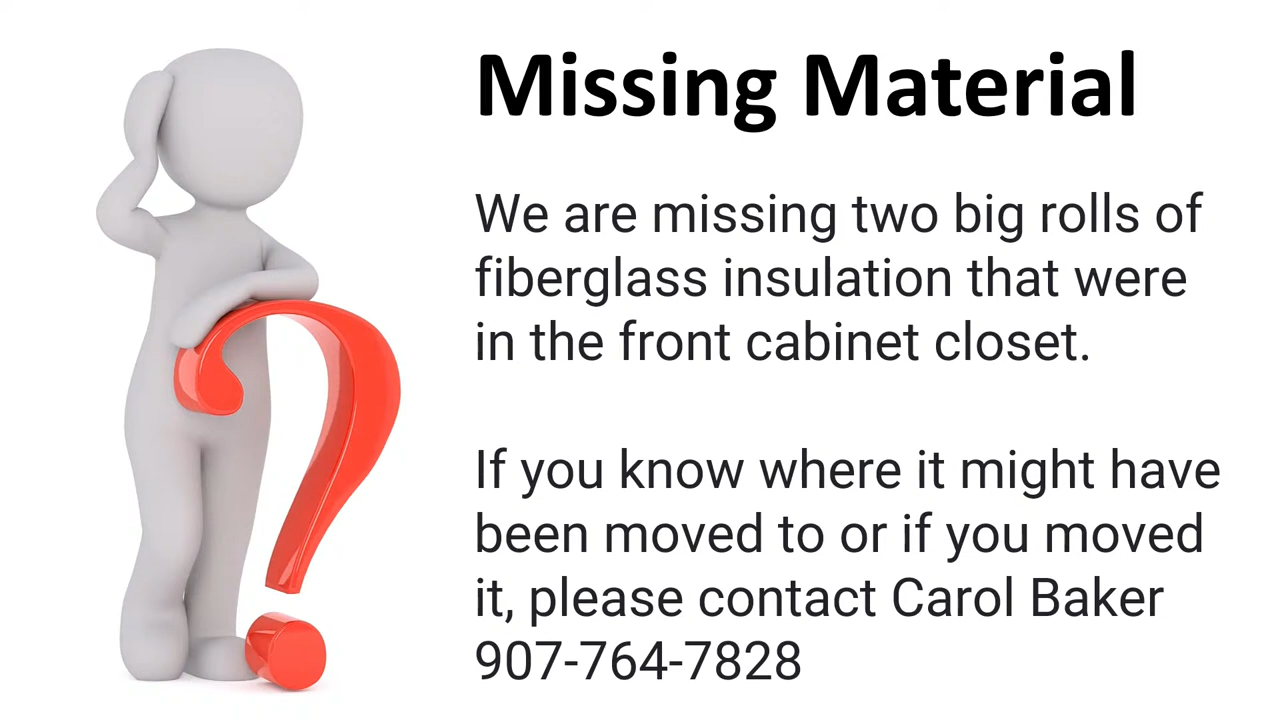 Missing Material
We are missing two big rolls of
fiberglass insulation that were
in the front cabinet closet.
If you know where it might have
been moved to or if you moved
it, please contact Carol Baker
907-764-7828